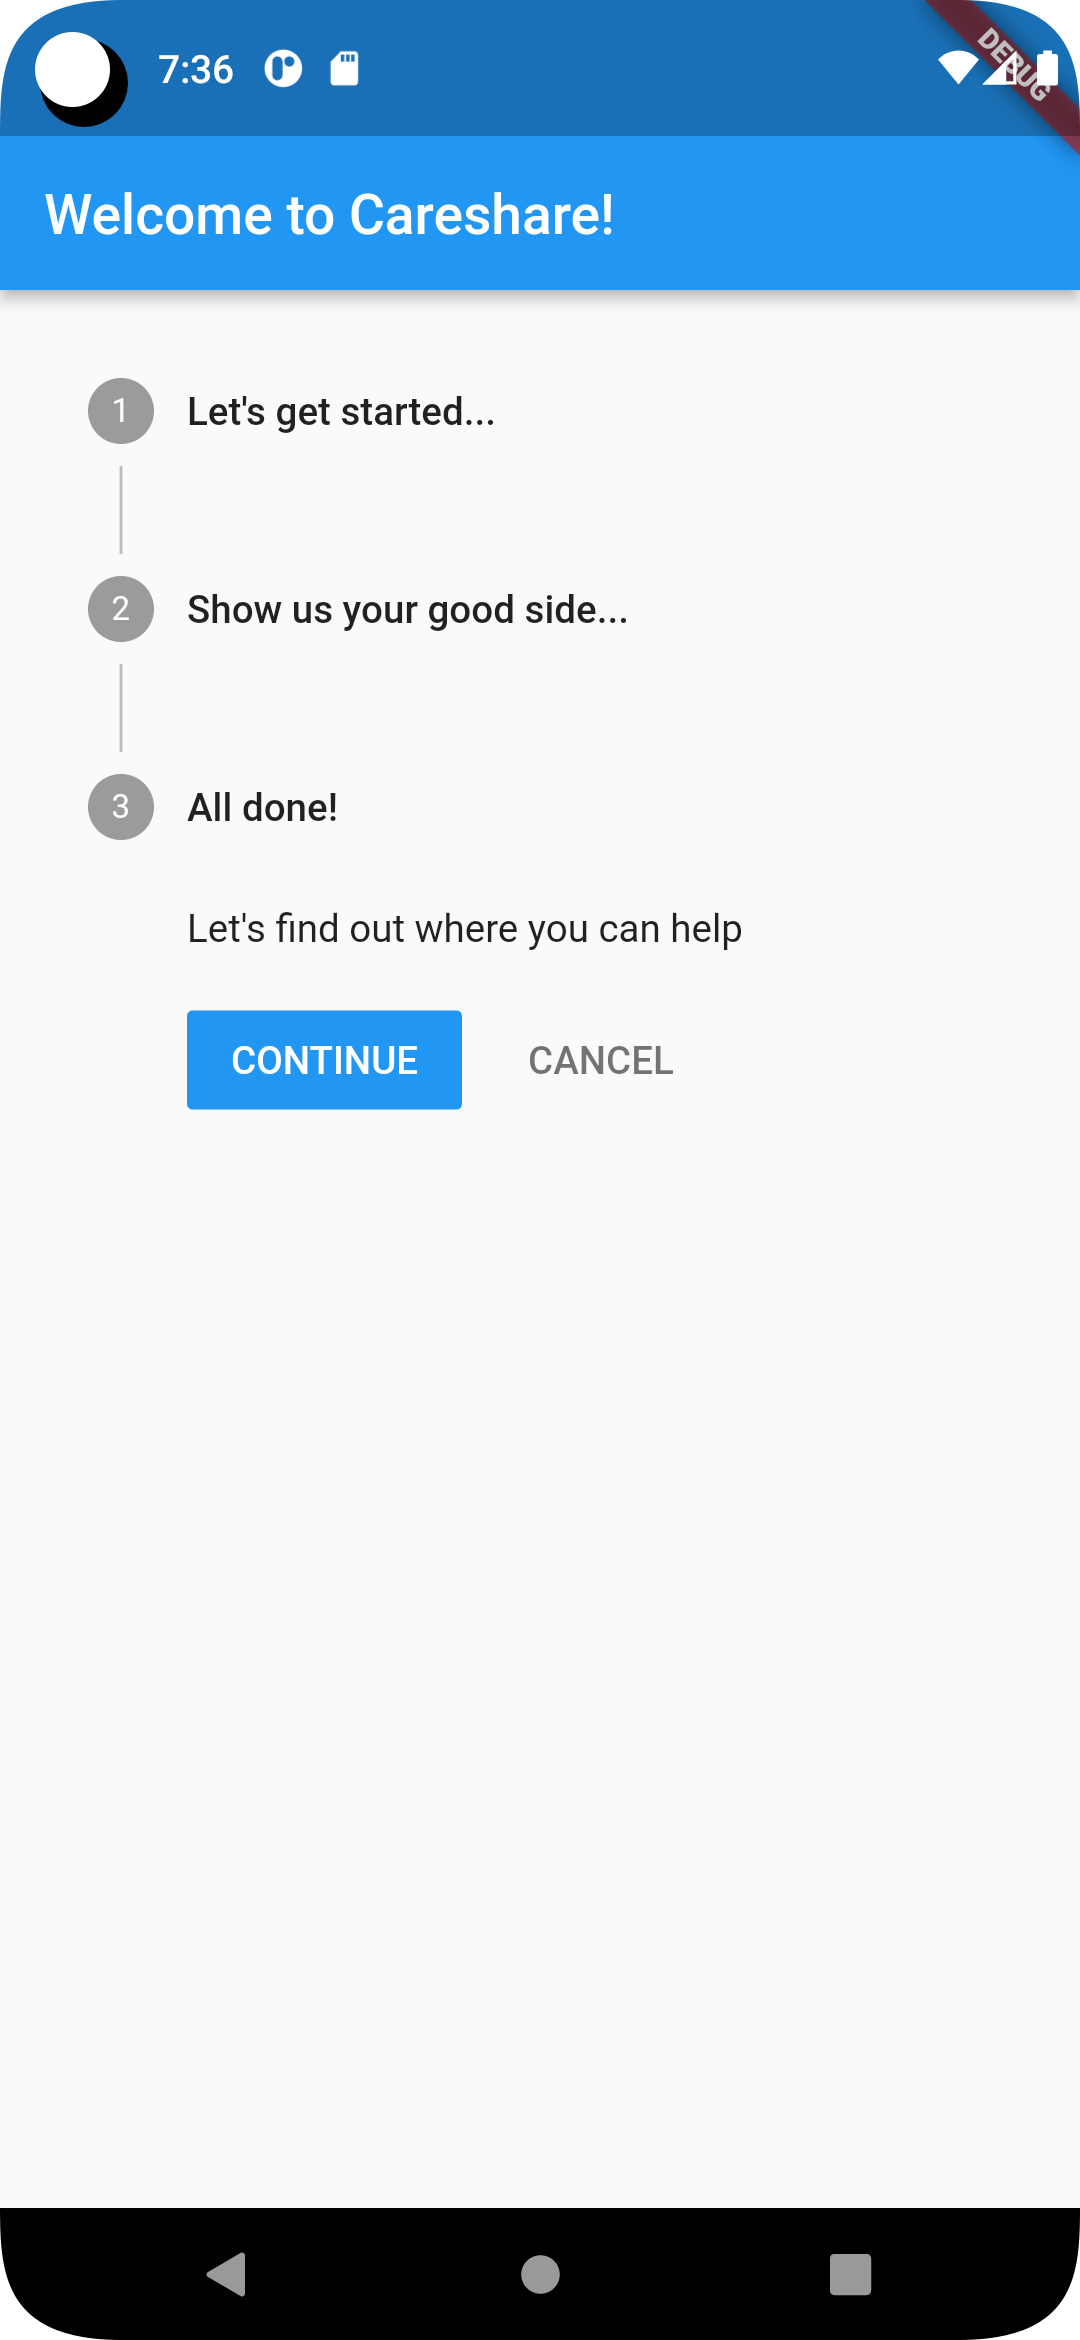 7:36
DEBUG
Welcome to Careshare!
1 Let's get started...
2 Show us your good side...
3 All done!
Let's find out where you can help
CONTINUE CANCEL